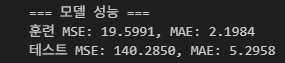 === 모델 성능 ===
훈련 MSE: 19.5991, MAE: 2.1984
테스트 MSE: 140.2850, MAE: 5.2958